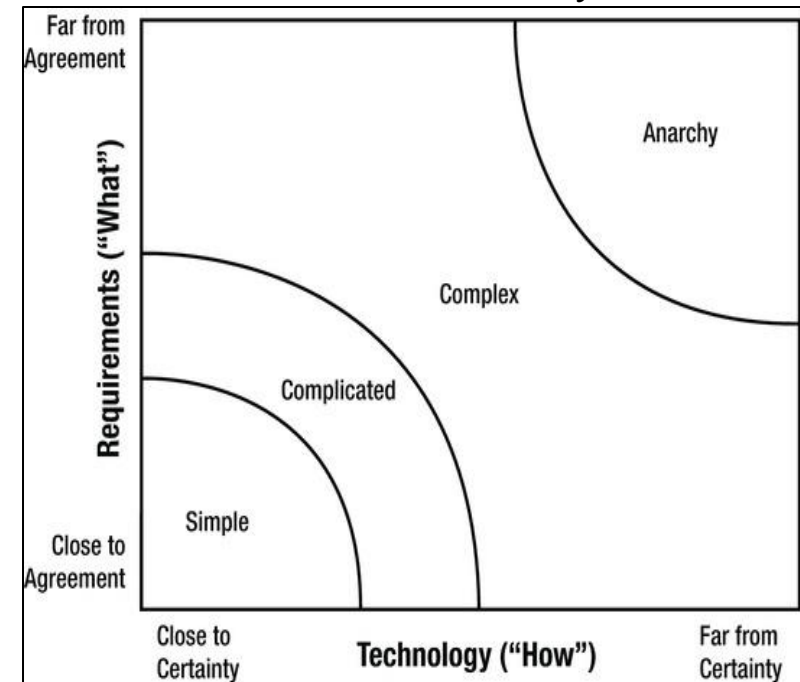 Far from
Agreement
Anarchy
Requirements (“What”)
Complex
Complicated
Simple
Close to
Agreement
Close to
Certainty
Technology (“How”)
Far from
Certainty